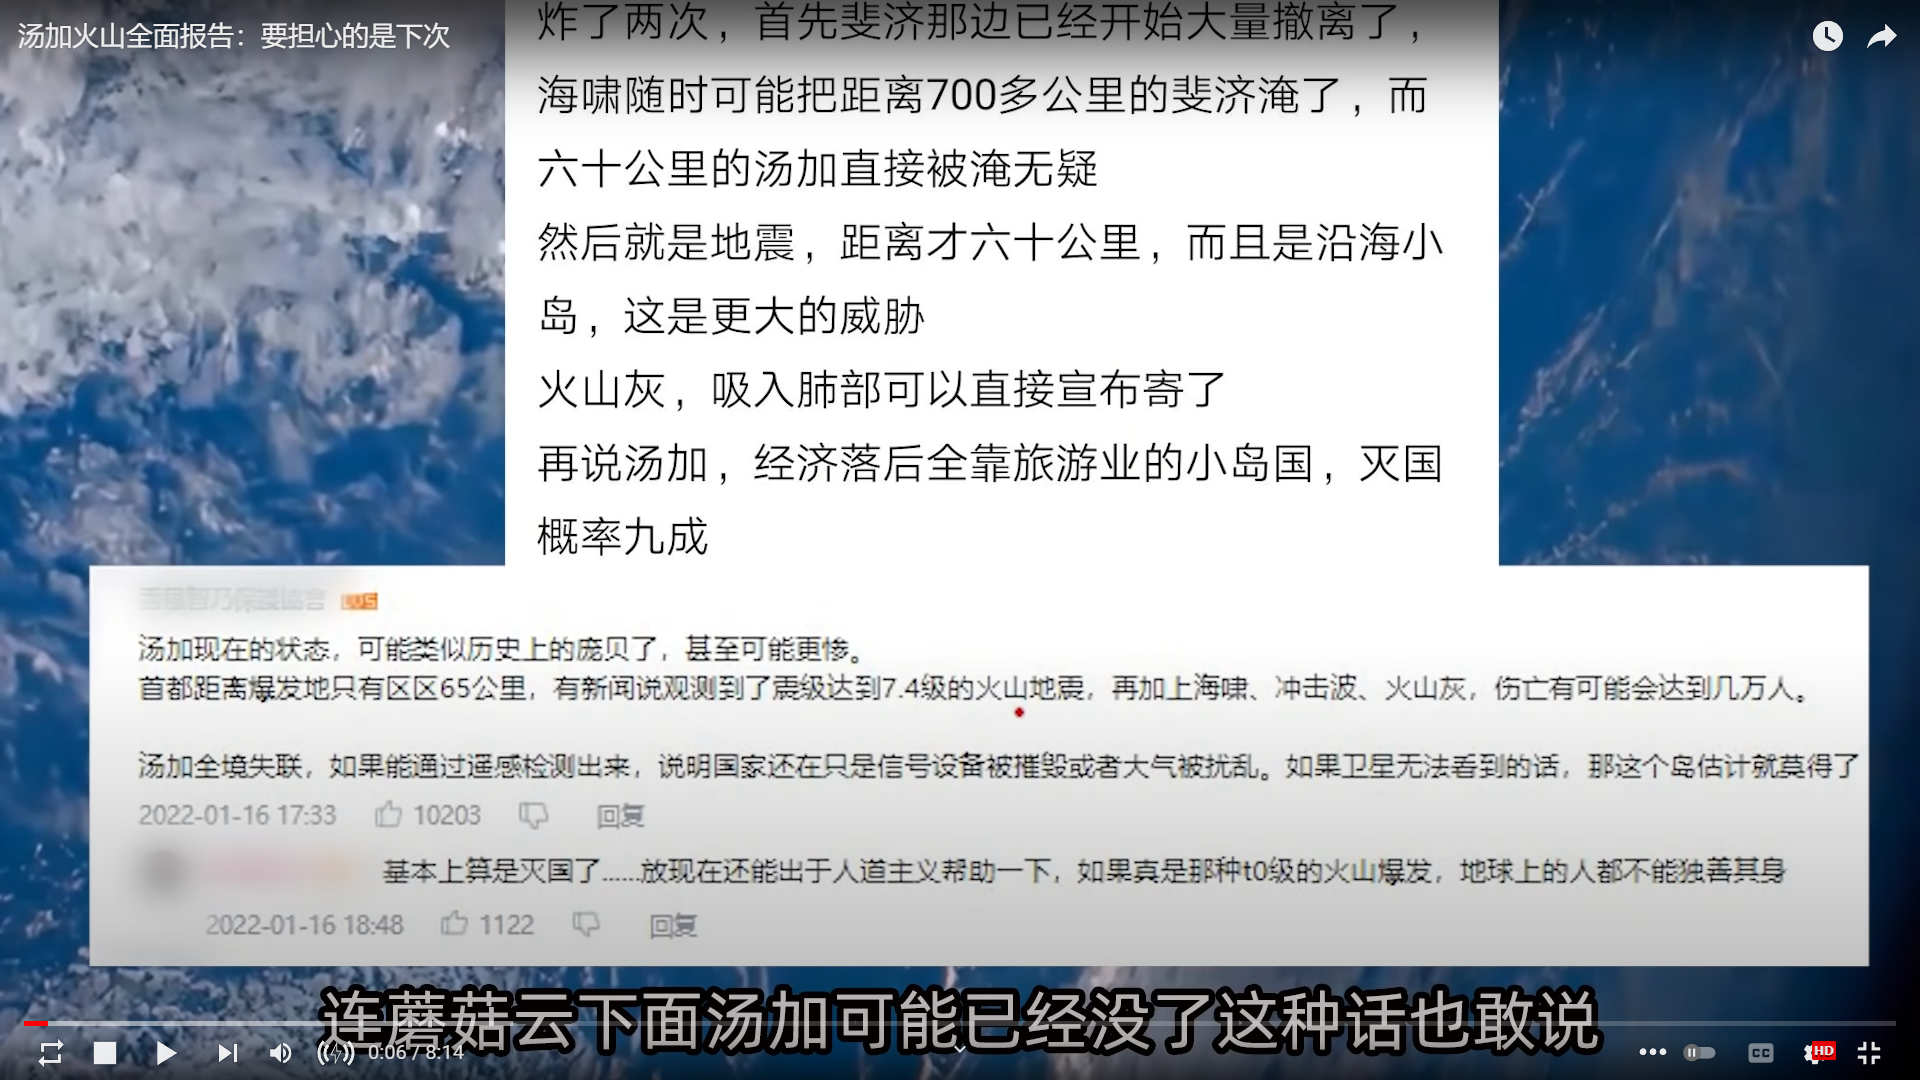 汤加火山全面报告：要担心的是下次
炸了两次，首先斐济那边已经开始大量撤离了，
海啸随时可能把距离700多公里的斐济淹了，而
六十公里的汤加直接被淹无疑
然后就是地震，距离才六十公里，而且是沿海小
岛，这是更大的威胁
火山灰，吸入肺部可以直接宣布寄了
再说汤加，经济落后全靠旅游业的小岛国，灭国
概率九成
汤加现在的状态，可能类似历史上的庞贝了，甚至可能更惨。
首都距离爆发地只有区区65公里，有新闻说观测到了震级达到7.4级的火山地震，再加上海啸、冲击波、火山灰，伤亡有可能会达到几万人。
汤加全境失联，如果能通过遥感检测出来，说明国家还在只是信号设备被摧毁或者大气被扰乱。如果卫星无法看到的话，那这个岛估计就莫得了
2022-01-16 17:33 10203 回复
基本上算是灭国了......放现在还能出于人道主义帮助一下，如果真是那种t0级的火山爆发，地球上的人都不能独善其身
2022-01-16 18:48 1122 回复
连蘑菇云下面汤加可能已经没了这种话也敢说
0:06 / 8:14
CC
HD